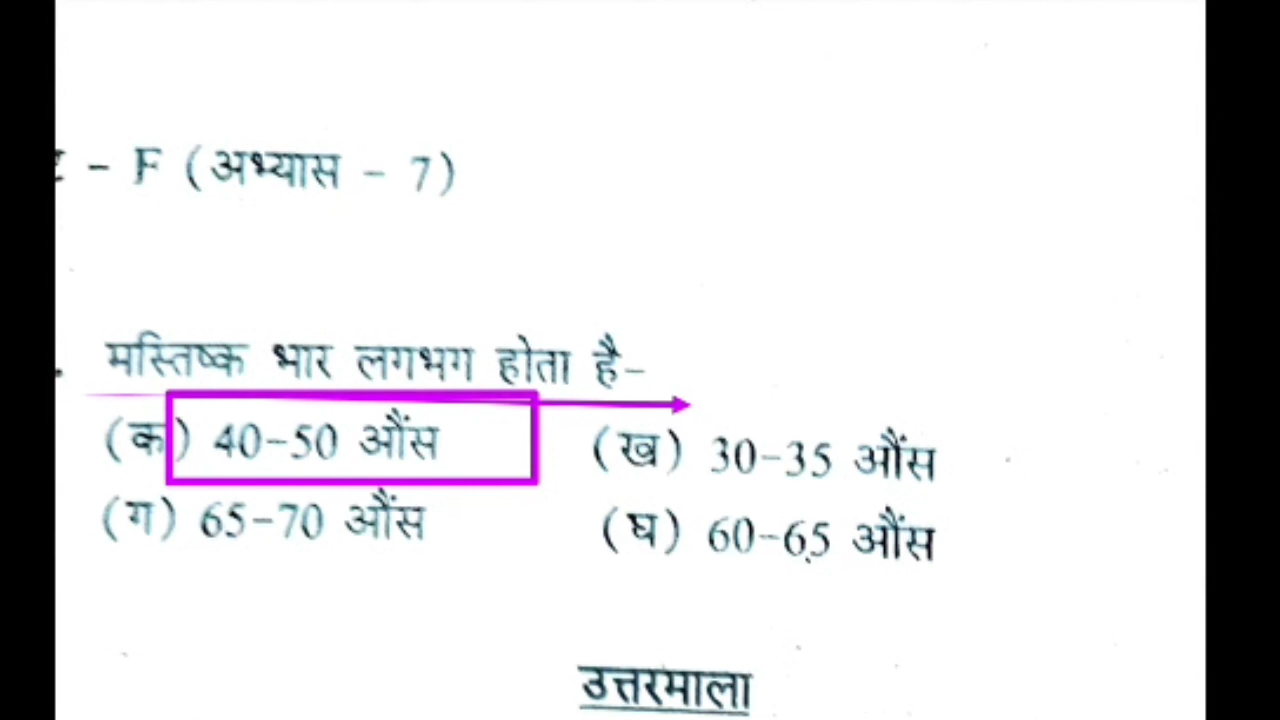 - F (अभ्यास - 7)
मस्तिष्क भार लगभग होता है-
(क) 40-50 औंस (ख) 30-35 औंस
(ग) 65-70 औंस (घ) 60-65 औंस
उत्तरमाला